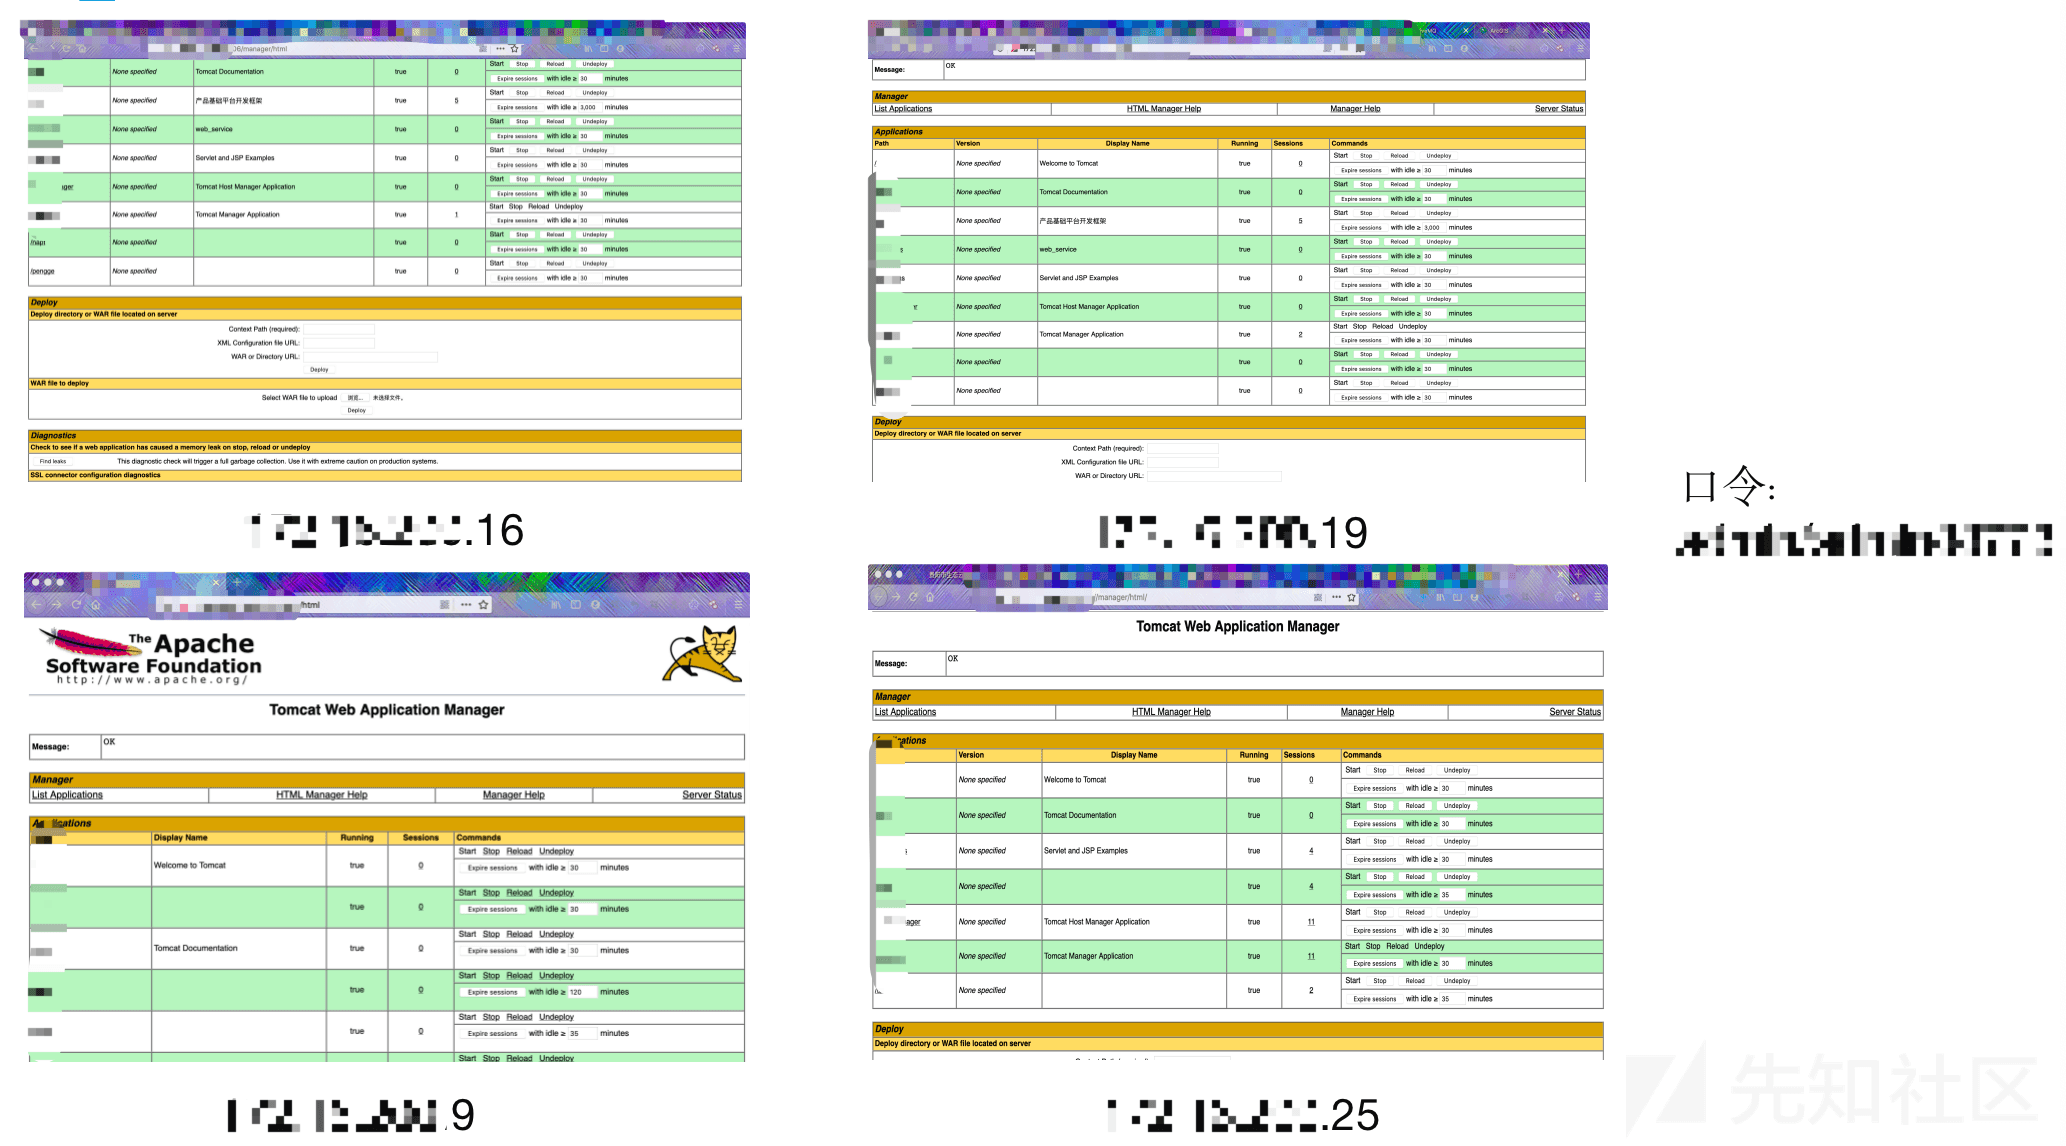 06/manager/html
None specified Tomcat Documentation true 0 Start Stop Reload Undeploy
Expire sessions with idle ≥ 30 minutes
None specified 产品基础平台开发框架 true 5 Start Stop Reload Undeploy
Expire sessions with idle ≥ 3,000 minutes
None specified web_service true 0 Start Stop Reload Undeploy
Expire sessions with idle ≥ 30 minutes
None specified Servlet and JSP Examples true 0 Start Stop Reload Undeploy
Expire sessions with idle ≥ 30 minutes
ager None specified Tomcat Host Manager Application true 0 Start Stop Reload Undeploy
Expire sessions with idle ≥ 30 minutes
None specified Tomcat Manager Application true 1 Start Stop Reload Undeploy
Expire sessions with idle ≥ 30 minutes
None specified true 0 Start Stop Reload Undeploy
Expire sessions with idle ≥ 30 minutes
/pengge None specified true 0 Start Stop Reload Undeploy
Expire sessions with idle ≥ 30 minutes
Deploy
Deploy directory or WAR file located on server
Context Path (required):
XML Configuration file URL:
WAR or Directory URL:
Deploy
WAR file to deploy
Select WAR file to upload 浏览... 未选择文件。
Deploy
Diagnostics
Check to see if a web application has caused a memory leak on stop, reload or undeploy
Find leaks This diagnostic check will trigger a full garbage collection. Use it with extreme caution on production systems.
SSL connector configuration diagnostics
.16
ArcGIS
Message: OK
Manager
List Applications HTML Manager Help Manager Help Server Status
Applications
Path Version Display Name Running Sessions Commands
/ None specified Welcome to Tomcat true 0 Start Stop Reload Undeploy
Expire sessions with idle ≥ 30 minutes
None specified Tomcat Documentation true 0 Start Stop Reload Undeploy
Expire sessions with idle ≥ 30 minutes
None specified 产品基础平台开发框架 true 5 Start Stop Reload Undeploy
Expire sessions with idle ≥ 3,000 minutes
s None specified web_service true 0 Start Stop Reload Undeploy
Expire sessions with idle ≥ 30 minutes
s None specified Servlet and JSP Examples true 0 Start Stop Reload Undeploy
Expire sessions with idle ≥ 30 minutes
None specified Tomcat Host Manager Application true 0 Start Stop Reload Undeploy
Expire sessions with idle ≥ 30 minutes
None specified Tomcat Manager Application true 2 Start Stop Reload Undeploy
Expire sessions with idle ≥ 30 minutes
None specified true 0 Start Stop Reload Undeploy
Expire sessions with idle ≥ 30 minutes
None specified true 0 Start Stop Reload Undeploy
Expire sessions with idle ≥ 30 minutes
Deploy
Deploy directory or WAR file located on server
Context Path (required):
XML Configuration file URL:
WAR or Directory URL:
.19
口令:
/html
The Apache
Software Foundation
http://www.apache.org/
Tomcat Web Application Manager
Message: OK
Manager
List Applications HTML Manager Help Manager Help Server Status
Applications
Display Name Running Sessions Commands
Welcome to Tomcat true 0 Start Stop Reload Undeploy
Expire sessions with idle ≥ 30 minutes
true 0 Start Stop Reload Undeploy
Expire sessions with idle ≥ 30 minutes
Tomcat Documentation true 0 Start Stop Reload Undeploy
Expire sessions with idle ≥ 30 minutes
true 0 Start Stop Reload Undeploy
Expire sessions with idle ≥ 120 minutes
true 0 Start Stop Reload Undeploy
Expire sessions with idle ≥ 35 minutes
Start Stop Reload Undeploy
.9
/manager/html/
Tomcat Web Application Manager
Message: OK
Manager
List Applications HTML Manager Help Manager Help Server Status
ations
Version Display Name Running Sessions Commands
None specified Welcome to Tomcat true 0 Start Stop Reload Undeploy
Expire sessions with idle ≥ 30 minutes
None specified Tomcat Documentation true 0 Start Stop Reload Undeploy
Expire sessions with idle ≥ 30 minutes
None specified Servlet and JSP Examples true 4 Start Stop Reload Undeploy
Expire sessions with idle ≥ 30 minutes
None specified true 4 Start Stop Reload Undeploy
Expire sessions with idle ≥ 35 minutes
ager None specified Tomcat Host Manager Application true 11 Start Stop Reload Undeploy
Expire sessions with idle ≥ 30 minutes
None specified Tomcat Manager Application true 11 Start Stop Reload Undeploy
Expire sessions with idle ≥ 30 minutes
None specified true 2 Start Stop Reload Undeploy
Expire sessions with idle ≥ 35 minutes
Deploy
Deploy directory or WAR file located on server
.25
先知社区